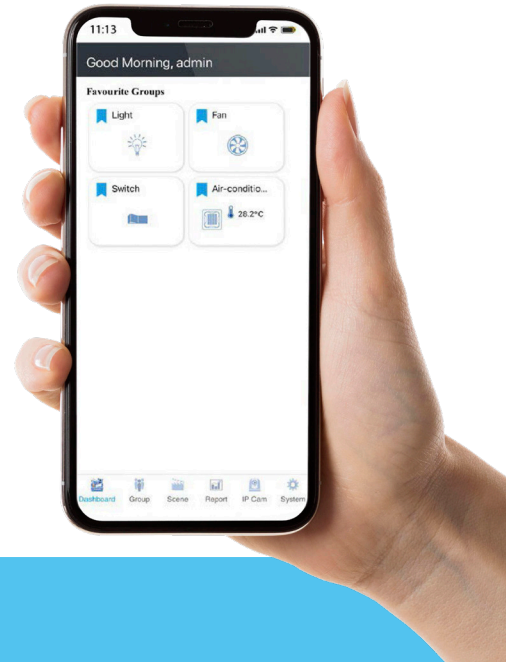 11:13
Good Morning, admin
Favourite Groups
Light
Fan
Switch
Air-conditio...
28.2°C
Dashboard Group Scene Report IP Cam System